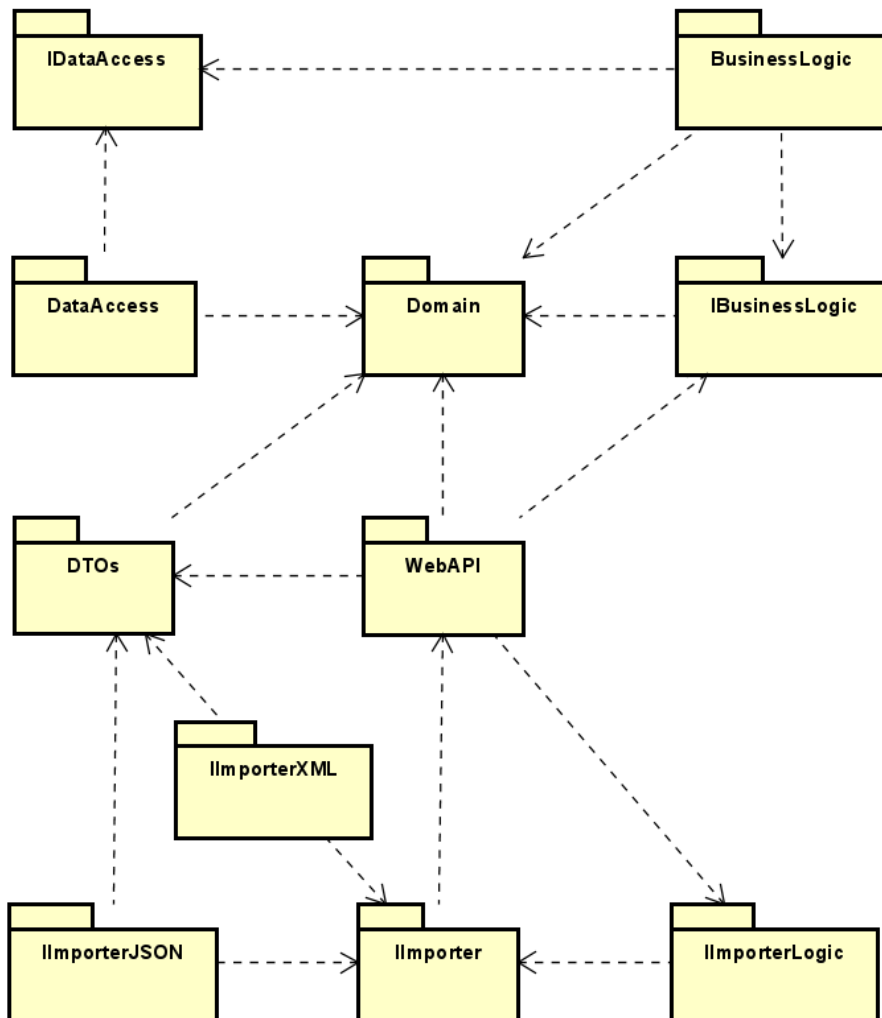 IDataAccess
BusinessLogic
DataAccess
Domain
IBusinessLogic
DTOs
WebAPI
IImporterXML
IImporterJSON
IImporter
IImporterLogic